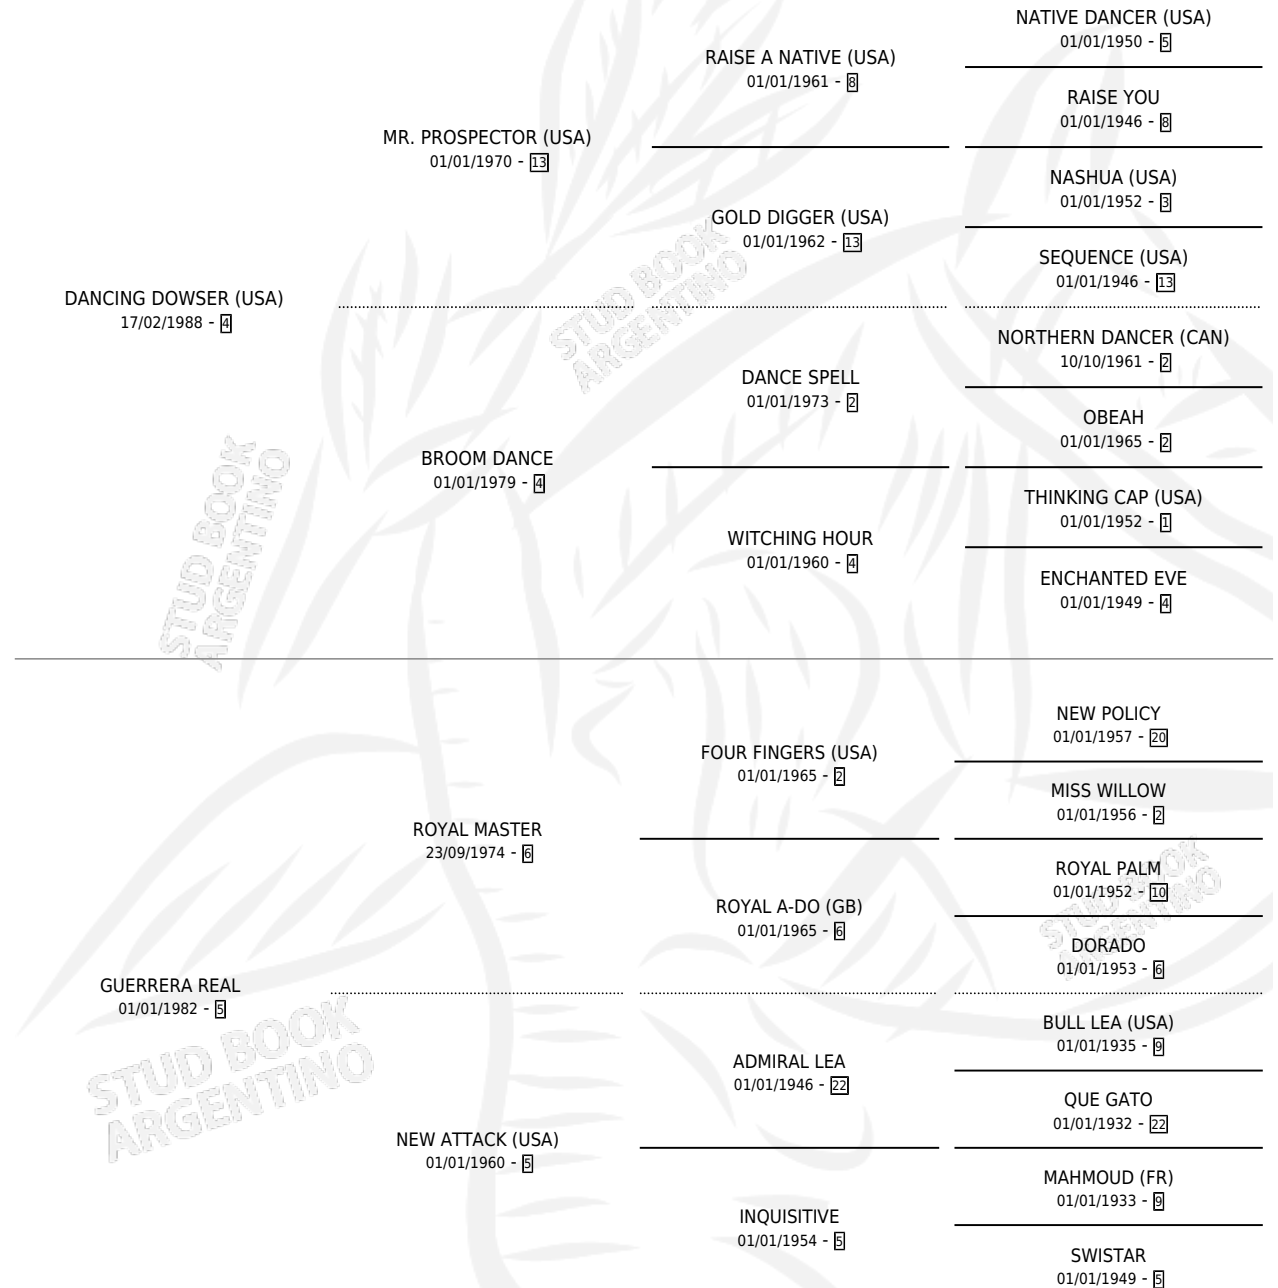 NATIVE DANCER (USA)
01/01/1950 - 5
RAISE A NATIVE (USA)
01/01/1961 - 8
RAISE YOU
01/01/1946 - 8
MR. PROSPECTOR (USA)
01/01/1970 - 13
NASHUA (USA)
01/01/1952 - 3
GOLD DIGGER (USA)
01/01/1962 - 13
SEQUENCE (USA)
01/01/1946 - 13
DANCING DOWSER (USA)
17/02/1988 - 4
NORTHERN DANCER (CAN)
10/10/1961 - 2
DANCE SPELL
01/01/1973 - 2
OBEAH
01/01/1965 - 2
BROOM DANCE
01/01/1979 - 4
THINKING CAP (USA)
01/01/1952 - 1
WITCHING HOUR
01/01/1960 - 4
ENCHANTED EVE
01/01/1949 - 4
STUD BOOK
ARGENTINO
STUD BOOK
ARGENTINO
NEW POLICY
01/01/1957 - 20
FOUR FINGERS (USA)
01/01/1965 - 2
MISS WILLOW
01/01/1956 - 2
ROYAL MASTER
23/09/1974 - 6
ROYAL PALM
01/01/1952 - 10
ROYAL A-DO (GB)
01/01/1965 - 6
DORADO
01/01/1953 - 6
GUERRERA REAL
01/01/1982 - 5
BULL LEA (USA)
01/01/1935 - 9
ADMIRAL LEA
01/01/1946 - 22
QUE GATO
01/01/1932 - 22
NEW ATTACK (USA)
01/01/1960 - 5
MAHMOUD (FR)
01/01/1933 - 9
INQUISITIVE
01/01/1954 - 5
SWISTAR
01/01/1949 - 5
STUD BOOK
ARGENTINO
STUD BOOK
ARGENTINO